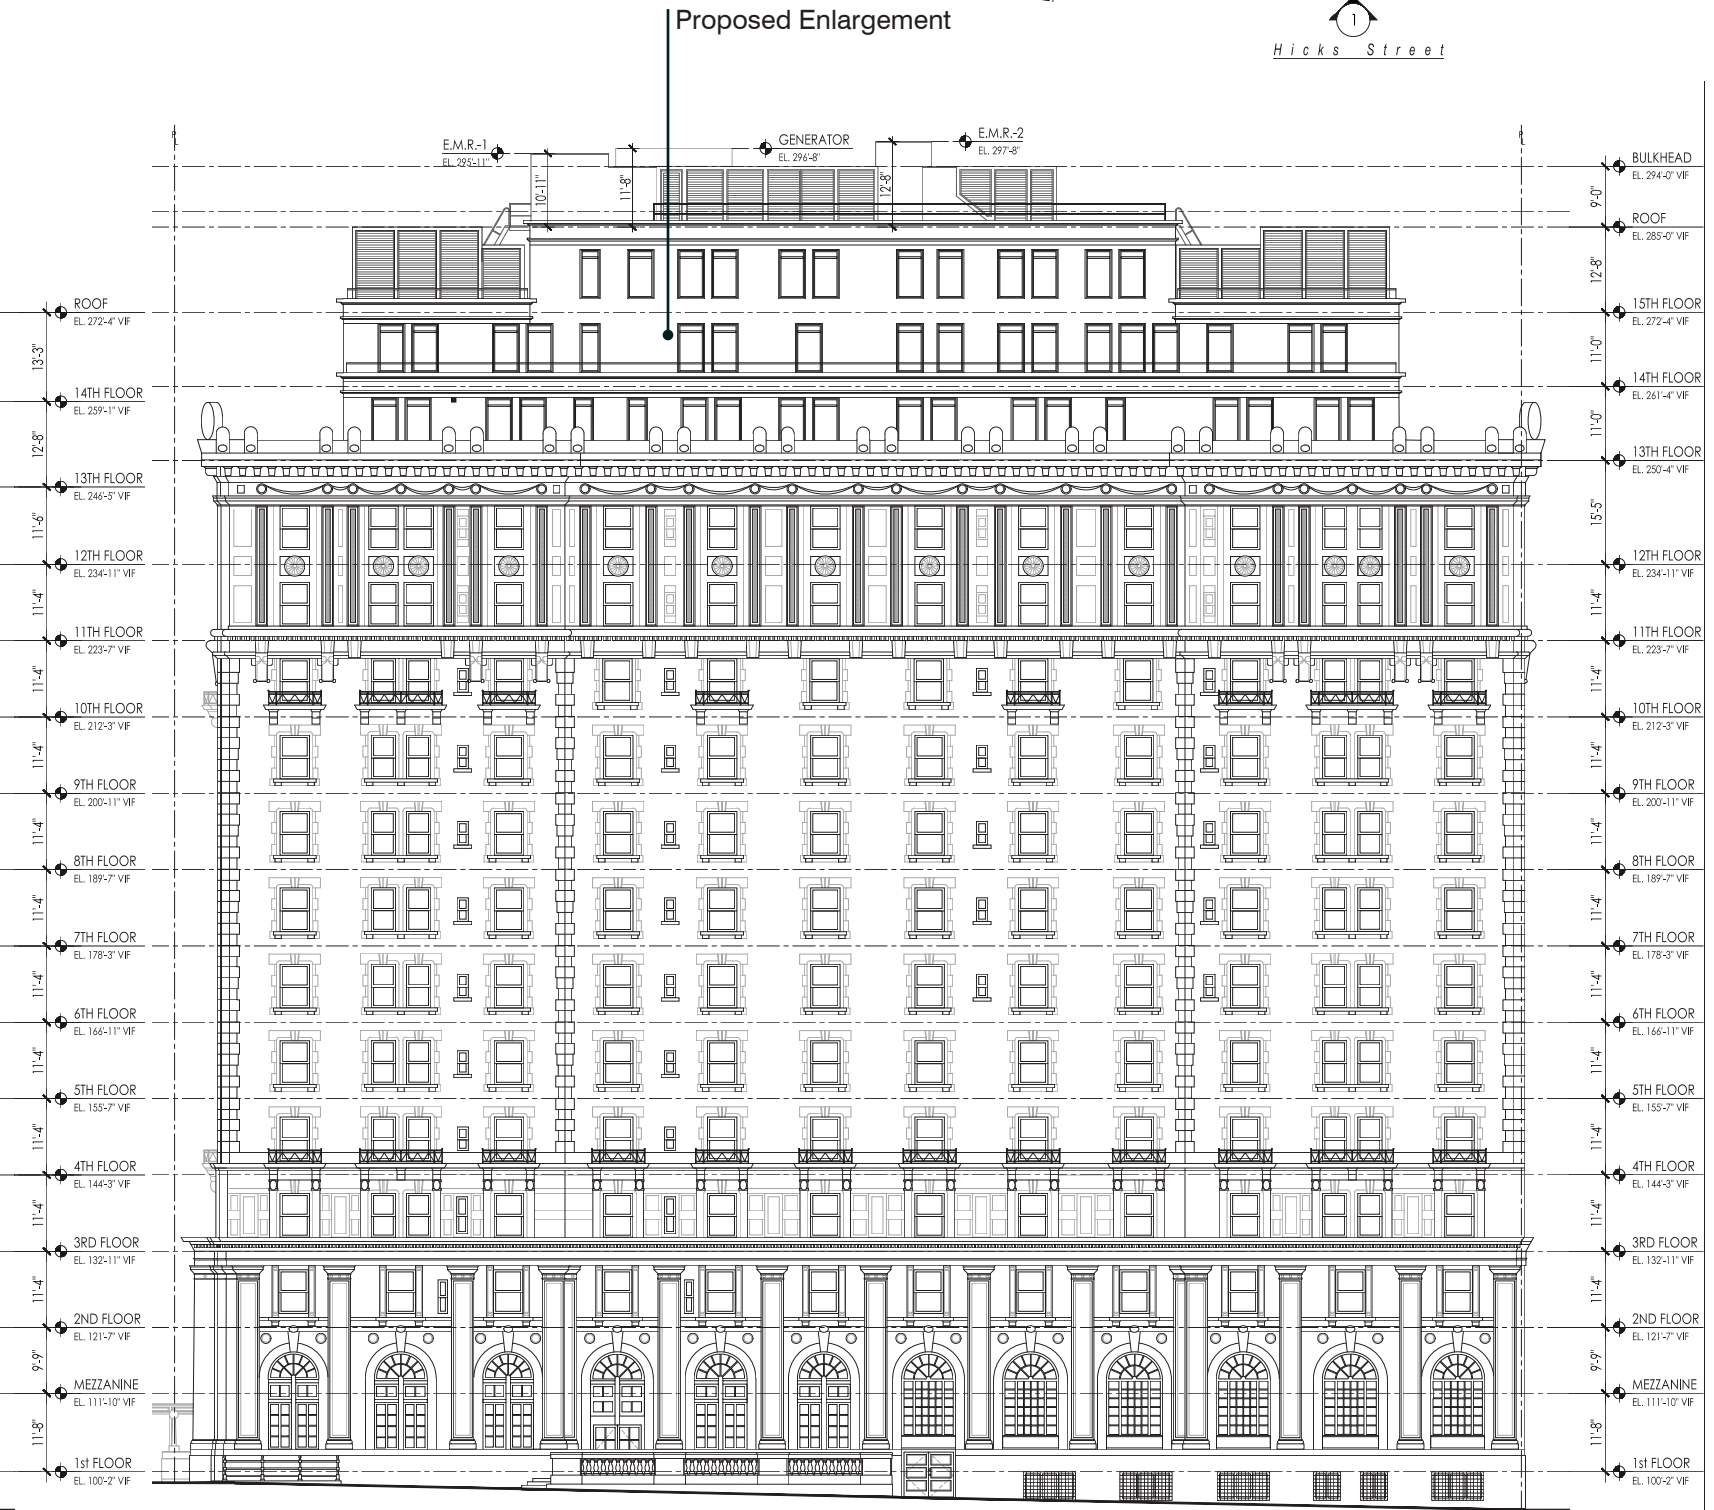 Proposed Enlargement
1
Hicks Street
P
L
P
L
E.M.R.-1
EL. 295'-11"
GENERATOR
EL. 296'-8"
E.M.R.-2
EL. 297'-8"
10'-11"
11'-8"
12'-8"
ROOF
EL. 272'-4" VIF
13'-3"
14TH FLOOR
EL. 259'-1" VIF
12'-8"
13TH FLOOR
EL. 246'-5" VIF
11'-6"
12TH FLOOR
EL. 234'-11" VIF
11'-4"
11TH FLOOR
EL. 223'-7" VIF
11'-4"
10TH FLOOR
EL. 212'-3" VIF
11'-4"
9TH FLOOR
EL. 200'-11" VIF
11'-4"
8TH FLOOR
EL. 189'-7" VIF
11'-4"
7TH FLOOR
EL. 178'-3" VIF
11'-4"
6TH FLOOR
EL. 166'-11" VIF
11'-4"
5TH FLOOR
EL. 155'-7" VIF
11'-4"
4TH FLOOR
EL. 144'-3" VIF
11'-4"
3RD FLOOR
EL. 132'-11" VIF
11'-4"
2ND FLOOR
EL. 121'-7" VIF
9'-9"
MEZZANINE
EL. 111'-10" VIF
11'-8"
1st FLOOR
EL. 100'-2" VIF
BULKHEAD
EL. 294'-0" VIF
9'-0"
ROOF
EL. 285'-0" VIF
12'-8"
15TH FLOOR
EL. 272'-4" VIF
11'-0"
14TH FLOOR
EL. 261'-4" VIF
11'-0"
13TH FLOOR
EL. 250'-4" VIF
15'-5"
12TH FLOOR
EL. 234'-11" VIF
11'-4"
11TH FLOOR
EL. 223'-7" VIF
11'-4"
10TH FLOOR
EL. 212'-3" VIF
11'-4"
9TH FLOOR
EL. 200'-11" VIF
11'-4"
8TH FLOOR
EL. 189'-7" VIF
11'-4"
7TH FLOOR
EL. 178'-3" VIF
11'-4"
6TH FLOOR
EL. 166'-11" VIF
11'-4"
5TH FLOOR
EL. 155'-7" VIF
11'-4"
4TH FLOOR
EL. 144'-3" VIF
11'-4"
3RD FLOOR
EL. 132'-11" VIF
11'-4"
2ND FLOOR
EL. 121'-7" VIF
9'-9"
MEZZANINE
EL. 111'-10" VIF
11'-8"
1st FLOOR
EL. 100'-2" VIF